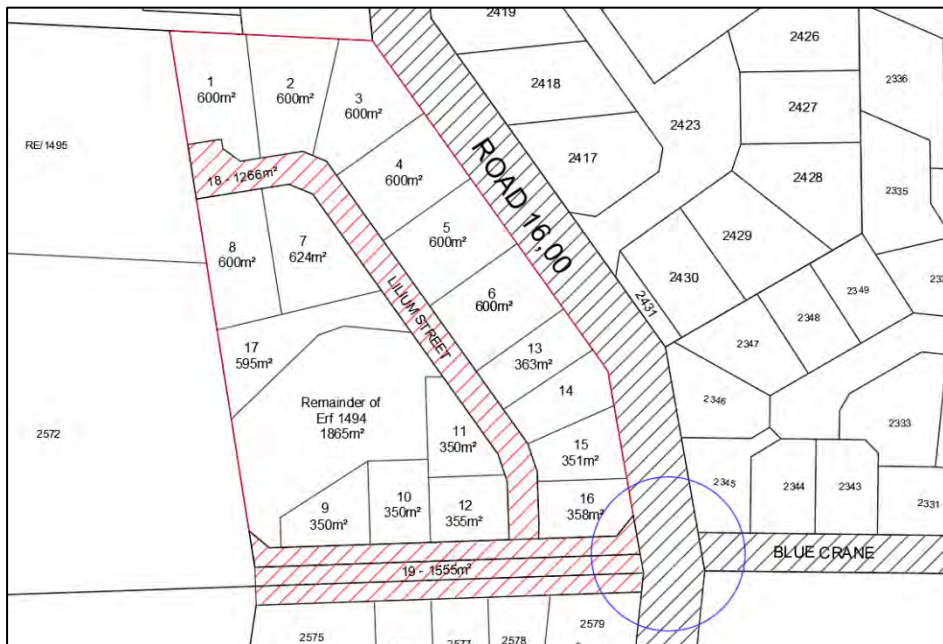 2419
2426
2418
2336
1
600m²
2
600m²
3
600m²
2427
2423
RE/1495
2417
4
600m²
ROAD 16,00
2428
2335
18 - 1266m²
5
600m²
2429
8
600m²
7
624m²
2430
2431
2349
6
600m²
LILIUM STREET
2348
2347
17
595m²
13
363m²
14
2346
Remainder of
Erf 1494
1865m²
2333
2572
11
350m²
15
351m²
2345
2344
2343
2331
9
350m²
10
350m²
12
355m²
16
358m²
BLUE CRANE
19 - 1555m²
2575
2577
2578
2579